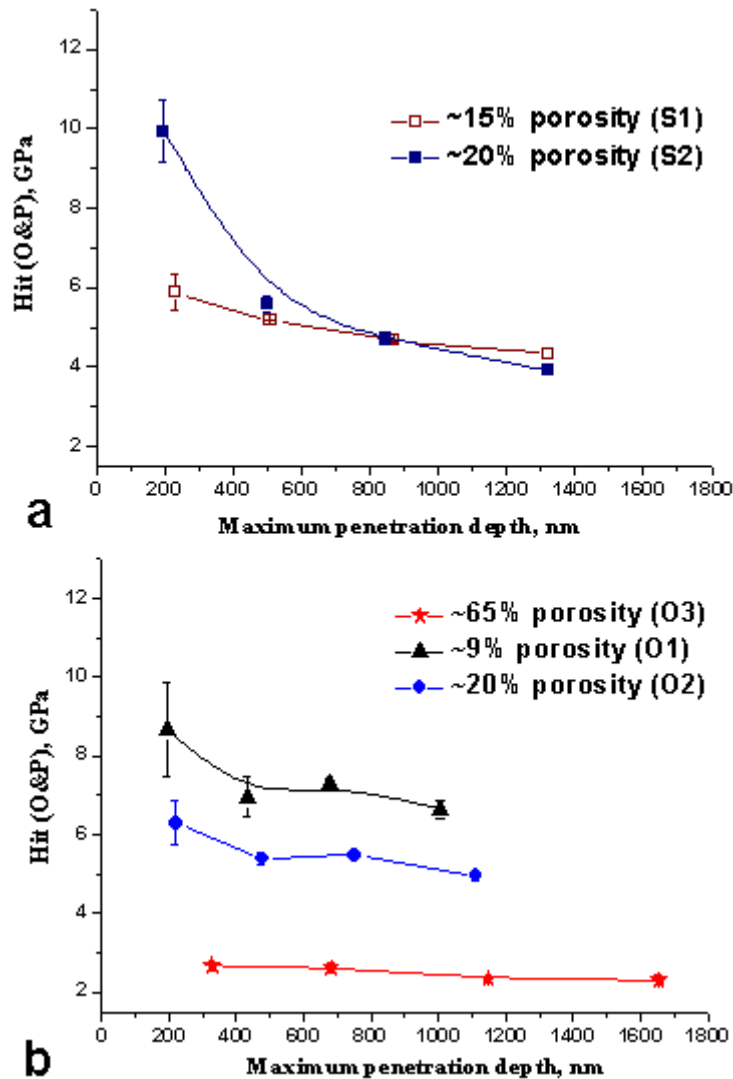 12
10
8
6
4
2
Hit (O&P), GPa
~15% porosity (S1)
~20% porosity (S2)
0 200 400 600 800 1000 1200 1400 1600 1800
Maximum penetration depth, nm
a
12
10
8
6
4
2
Hit (O&P), GPa
~65% porosity (O3)
~9% porosity (O1)
~20% porosity (O2)
0 200 400 600 800 1000 1200 1400 1600 1800
Maximum penetration depth, nm
b